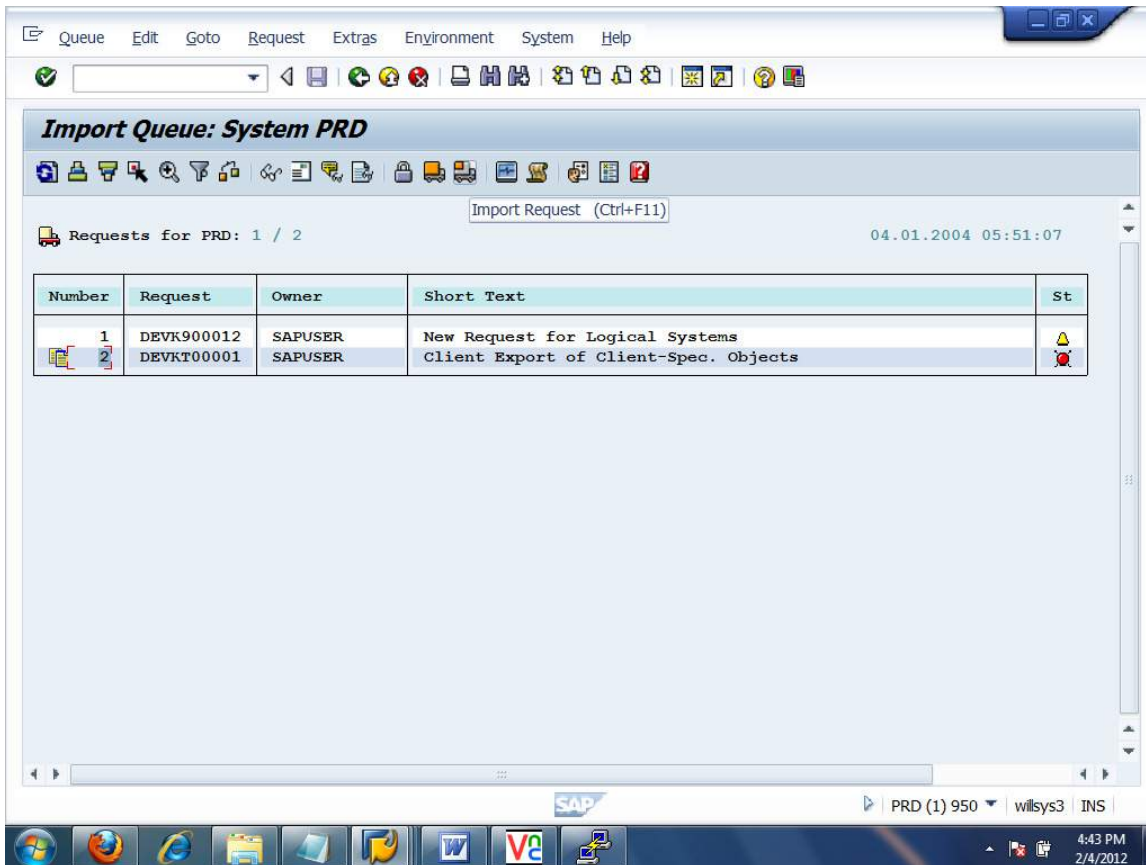 Queue Edit Goto Request Extras Environment System Help
Import Queue: System PRD
Import Request (Ctrl+F11)
Requests for PRD: 1 / 2 04.01.2004 05:51:07
Number Request Owner Short Text St
1 DEVK900012 SAPUSER New Request for Logical Systems
2 DEVKT00001 SAPUSER Client Export of Client-Spec. Objects
SAP
PRD (1) 950 willsys3 INS
4:43 PM
2/4/2012